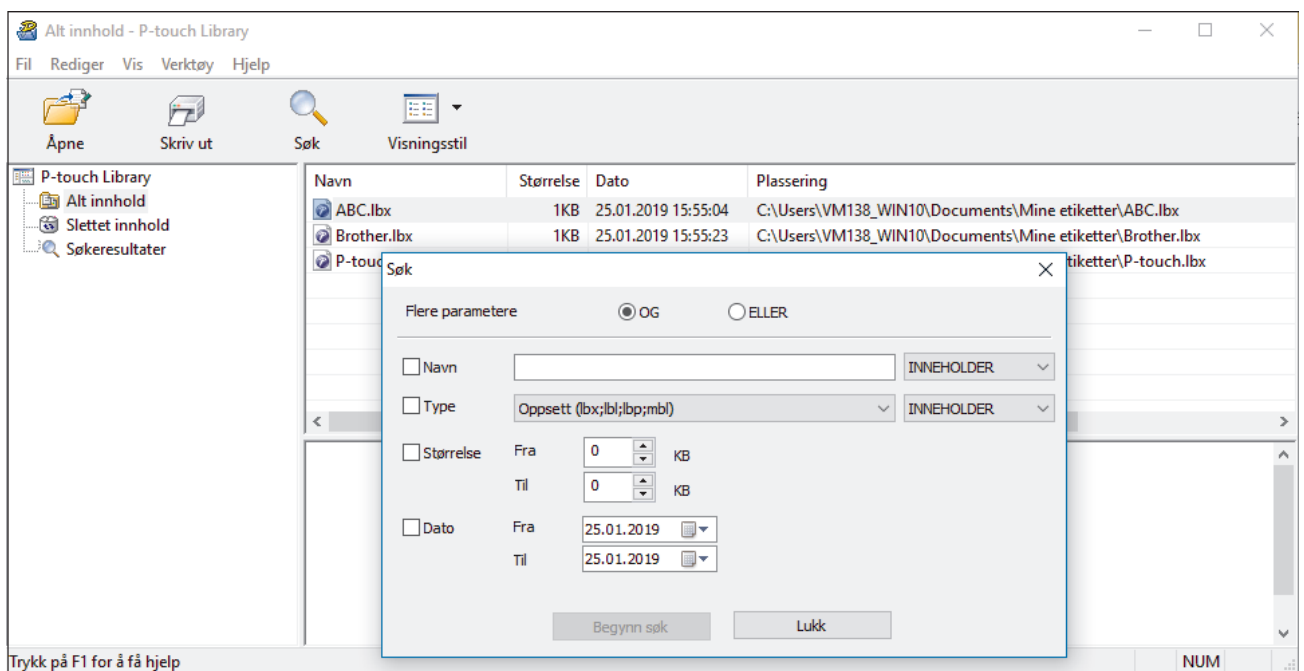 Alt innhold - P-touch Library
Fil Rediger Vis Verktøy Hjelp
Åpne Skriv ut Søk Visningsstil
P-touch Library
Alt innhold
Slettet innhold
Søkeresultater
Navn Størrelse Dato Plassering
ABC.lbx 1KB 25.01.2019 15:55:04 C:\Users\VM138_WIN10\Documents\Mine etiketter\ABC.lbx
Brother.lbx 1KB 25.01.2019 15:55:23 C:\Users\VM138_WIN10\Documents\Mine etiketter\Brother.lbx
P-touc tiketter\P-touch.lbx
Søk
Flere parametere OG ELLER
Navn INNEHOLDER
Type Oppsett (lbx;lbl;lbp;mbl) INNEHOLDER
Størrelse Fra 0 KB
Til 0 KB
Dato Fra 25.01.2019
Til 25.01.2019
Begynn søk Lukk
Trykk på F1 for å få hjelp NUM